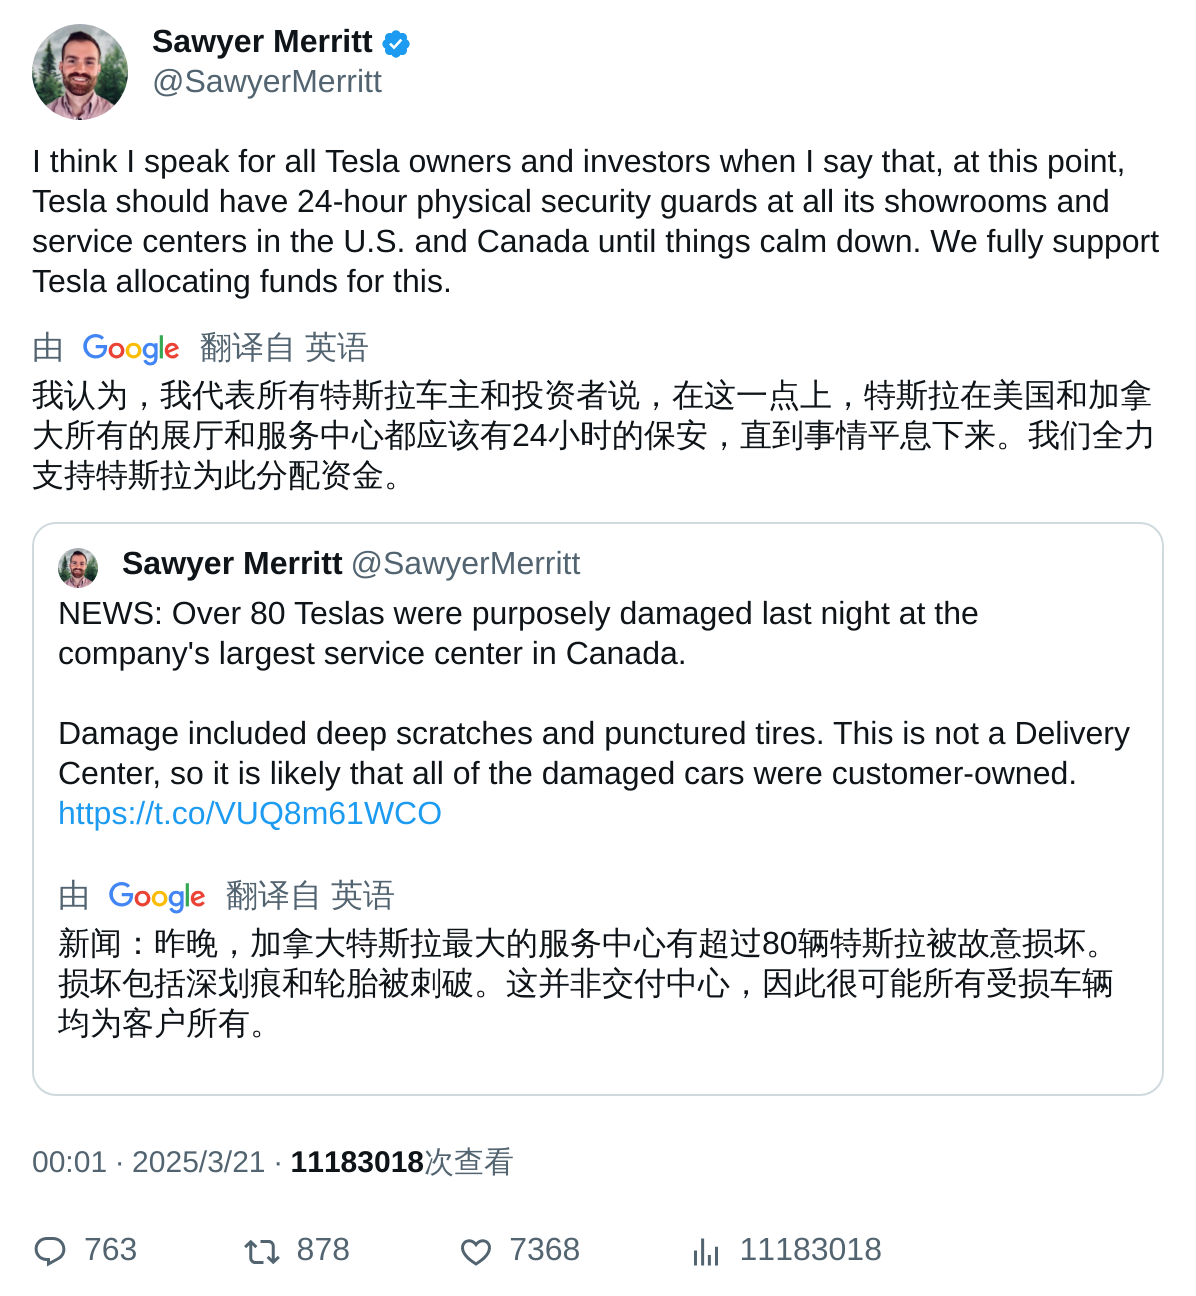 Sawyer Merritt
@SawyerMerritt
I think I speak for all Tesla owners and investors when I say that, at this point,
Tesla should have 24-hour physical security guards at all its showrooms and
service centers in the U.S. and Canada until things calm down. We fully support
Tesla allocating funds for this.
由 Google 翻译自 英语
我认为，我代表所有特斯拉车主和投资者说，在这一点上，特斯拉在美国和加拿
大所有的展厅和服务中心都应该有24小时的保安，直到事情平息下来。我们全力
支持特斯拉为此分配资金。
Sawyer Merritt @SawyerMerritt
NEWS: Over 80 Teslas were purposely damaged last night at the
company's largest service center in Canada.
Damage included deep scratches and punctured tires. This is not a Delivery
Center, so it is likely that all of the damaged cars were customer-owned.
https://t.co/VUQ8m61WCO
由 Google 翻译自 英语
新闻：昨晚，加拿大特斯拉最大的服务中心有超过80辆特斯拉被故意损坏。
损坏包括深划痕和轮胎被刺破。这并非交付中心，因此很可能所有受损车辆
均为客户所有。
00:01 · 2025/3/21 · 11183018次查看
763 878 7368 11183018